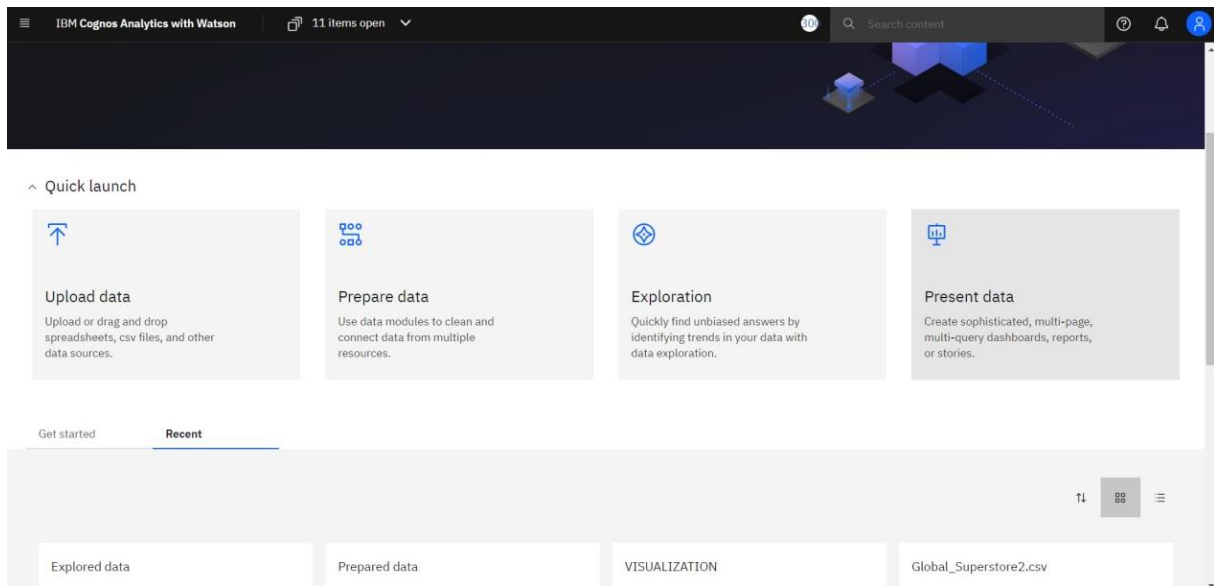 IBM Cognos Analytics with Watson
11 items open
Search content
Quick launch
Upload data
Upload or drag and drop
spreadsheets, csv files, and other
data sources.
Prepare data
Use data modules to clean and
connect data from multiple
resources.
Exploration
Quickly find unbiased answers by
identifying trends in your data with
data exploration.
Present data
Create sophisticated, multi-page,
multi-query dashboards, reports,
or stories.
Get started
Recent
Explored data
Prepared data
VISUALIZATION
Global_Superstore2.csv